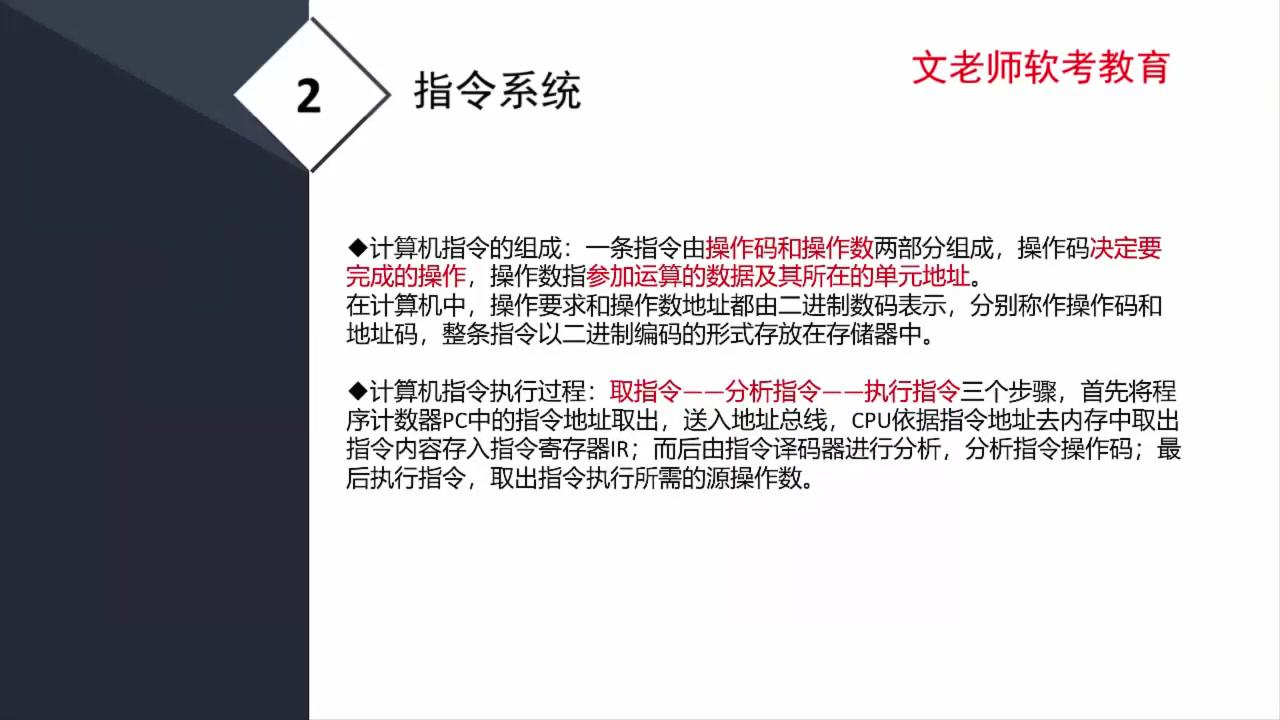 2
指令系统
文老师软考教育
◆计算机指令的组成：一条指令由操作码和操作数两部分组成，操作码决定要
完成的操作，操作数指参加运算的数据及其所在的单元地址。
在计算机中，操作要求和操作数地址都由二进制数码表示，分别称作操作码和
地址码，整条指令以二进制编码的形式存放在存储器中。
◆计算机指令执行过程：取指令——分析指令——执行指令三个步骤，首先将程
序计数器PC中的指令地址取出，送入地址总线，CPU依据指令地址去内存中取出
指令内容存入指令寄存器IR；而后由指令译码器进行分析，分析指令操作码；最
后执行指令，取出指令执行所需的源操作数。